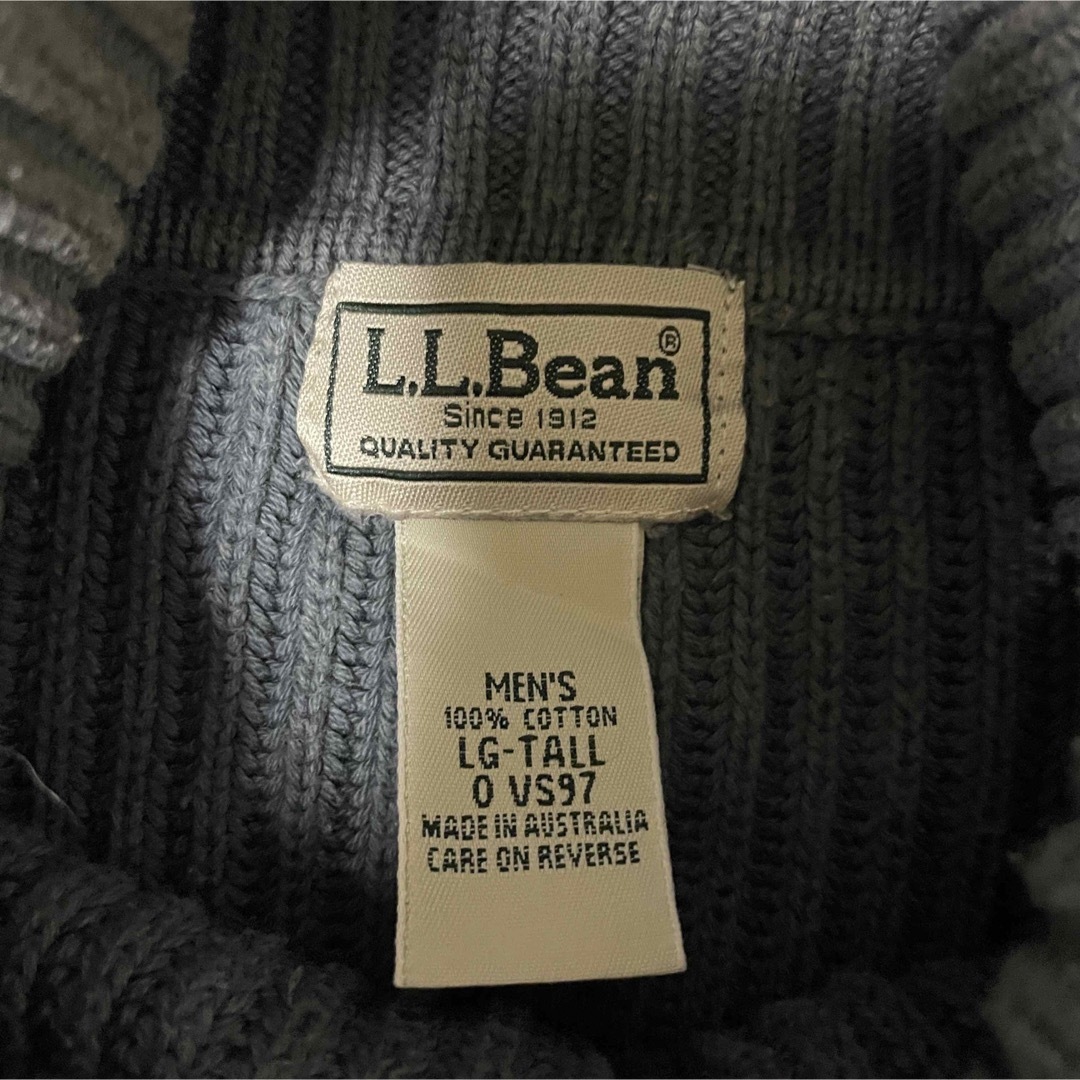 L.L.Bean®
Since 1912
QUALITY GUARANTEED
MEN'S
100% COTTON
LG-TALL
0 VS97
MADE IN AUSTRALIA
CARE ON REVERSE